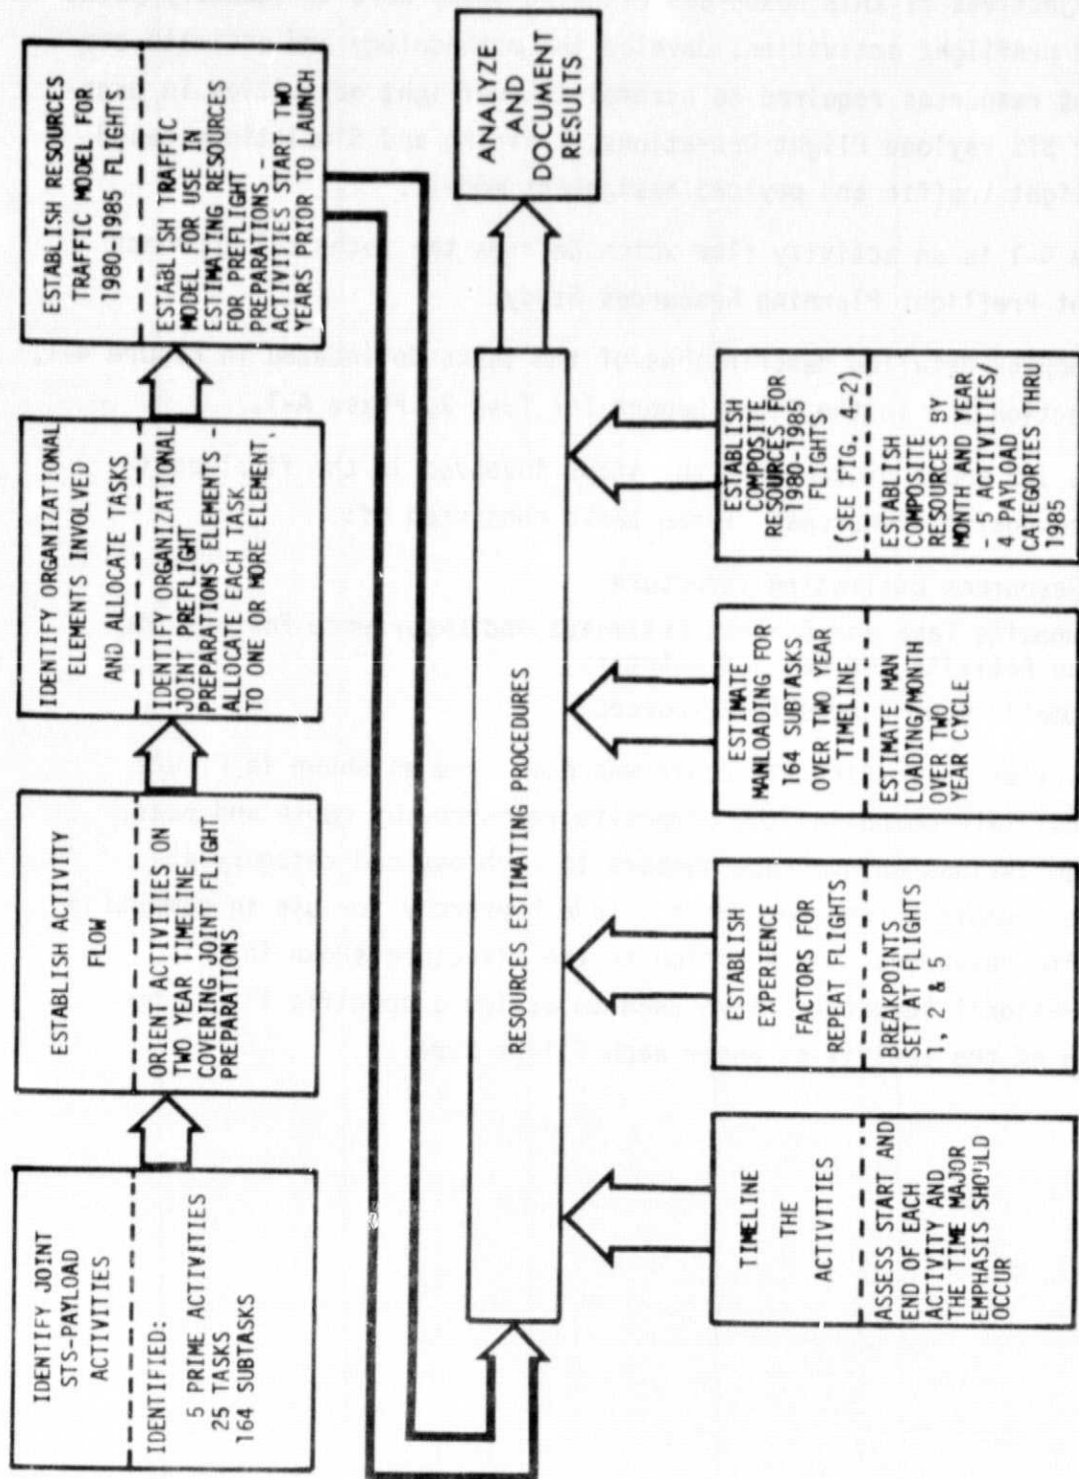 IDENTIFY JOINT
STS-PAYLOAD
ACTIVITIES
IDENTIFIED:
5 PRIME ACTIVITIES
25 TASKS
164 SUBTASKS
ESTABLISH ACTIVITY
FLOW
ORIENT ACTIVITIES ON
TWO YEAR TIMELINE
COVERING JOINT FLIGHT
PREPARATIONS
IDENTIFY ORGANIZATIONAL
ELEMENTS INVOLVED
AND ALLOCATE TASKS
IDENTIFY ORGANIZATIONAL
JOINT PREFLIGHT
PREPARATIONS ELEMENTS -
ALLOCATE EACH TASK
TO ONE OR MORE ELEMENT,
ESTABLISH RESOURCES
TRAFFIC MODEL FOR
1980-1985 FLIGHTS
ESTABLISH TRAFFIC
MODEL FOR USE IN
ESTIMATING RESOURCES
FOR PREFLIGHT
PREPARATIONS -
ACTIVITIES START TWO
YEARS PRIOR TO LAUNCH
RESOURCES ESTIMATING PROCEDURES
ANALYZE
AND
DOCUMENT
RESULTS
TIMELINE
THE
ACTIVITIES
ASSESS START AND
END OF EACH
ACTIVITY AND
THE TIME MAJOR
EMPHASIS SHOULD
OCCUR
ESTABLISH
EXPERIENCE
FACTORS FOR
REPEAT FLIGHTS
BREAKPOINTS
SET AT FLIGHTS
1, 2 & 5
ESTIMATE
MANLOADING FOR
164 SUBTASKS
OVER TWO YEAR
TIMELINE
ESTIMATE MAN
LOADING/MONTH
OVER TWO
YEAR CYCLE
ESTABLISH
COMPOSITE
RESOURCES FOR
1980-1985
FLIGHTS
(SEE FIG. 4-2)
ESTABLISH
COMPOSITE
RESOURCES BY
MONTH AND YEAR
- 5 ACTIVITIES/
4 PAYLOAD
CATEGORIES THRU
1985